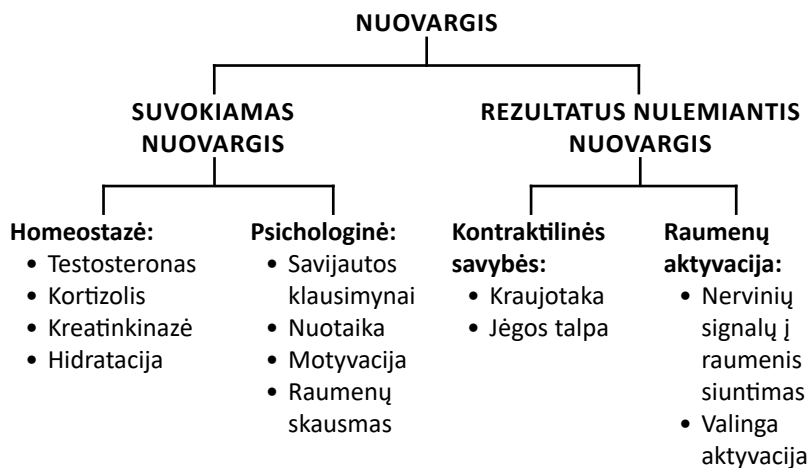 NUOVARGIS
SUVOKIAMAS
NUOVARGIS
REZULTATUS NULEMIANTIS
NUOVARGIS
Homeostazė:
• Testosteronas
• Kortizolis
• Kreatinkinazė
• Hidratacija
Psichologinė:
• Savijautos
klausimynai
• Nuotaika
• Motyvacija
• Raumenų
skausmas
Kontraktilinės
savybės:
• Kraujotaka
• Jėgos talpa
Raumenų
aktyvacija:
• Nervinių
signalų į
raumenis
siuntimas
• Valinga
aktyvacija